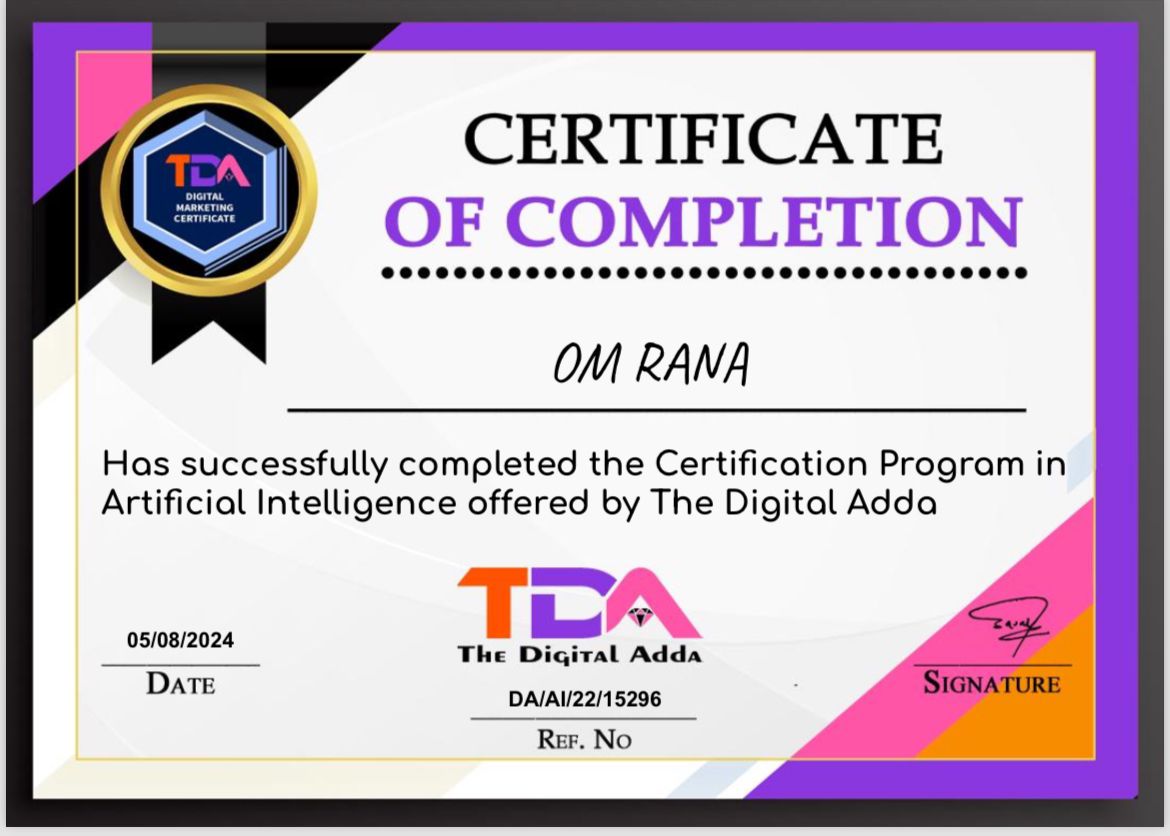 TDA
DIGITAL
MARKETING
CERTIFICATE
CERTIFICATE
OF COMPLETION
OM RANA
Has successfully completed the Certification Program in
Artificial Intelligence offered by The Digital Adda
TDA
The Digital Adda
05/08/2024
DATE
DA/AI/22/15296
REF. NO
SIGNATURE